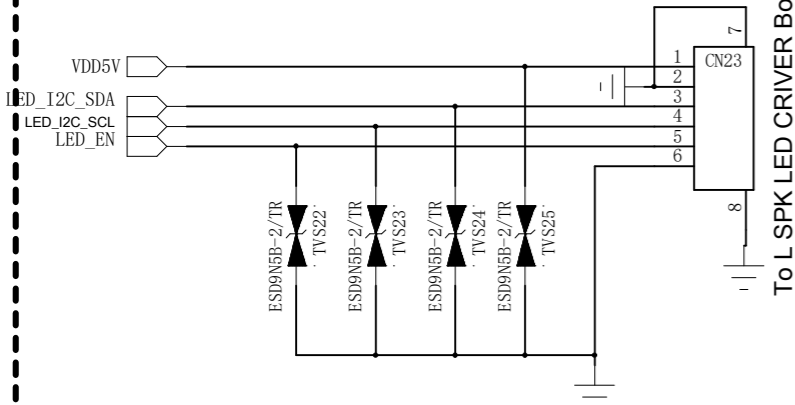 VDD5V
LED_I2C_SDA
LED_I2C_SCL
LED_EN
1
2
3
4
5
6
7
8
CN23
To L SPK LED CRIVER Bo
ESD9N5B-2/TR
TVS22
ESD9N5B-2/TR
TVS23
ESD9N5B-2/TR
TVS24
ESD9N5B-2/TR
TVS25